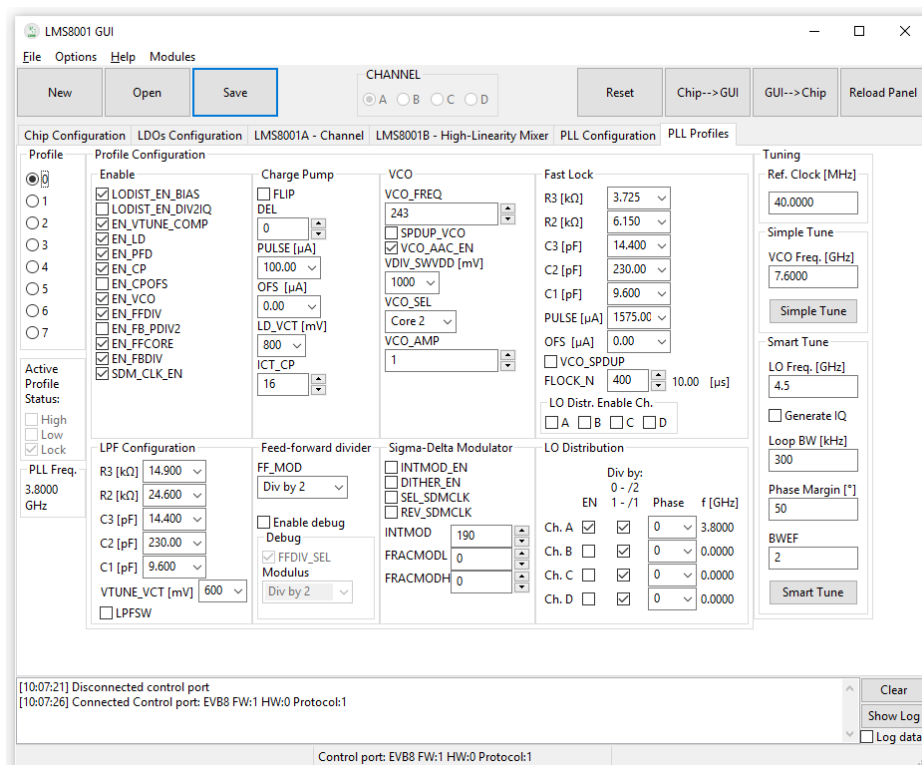 LMS8001 GUI
File Options Help Modules
New Open Save
CHANNEL
A B C D
Reset Chip-->GUI GUI-->Chip Reload Panel
Chip Configuration LDOs Configuration LMS8001A - Channel LMS8001B - High-Linearity Mixer PLL Configuration PLL Profiles
Profile
0
1
2
3
4
5
6
7
Active
Profile
Status:
High
Low
Lock
PLL Freq.
3.8000
GHz
Profile Configuration
Enable
LODIST_EN_BIAS
LODIST_EN_DIV2IQ
EN_VTUNE_COMP
EN_LD
EN_PFD
EN_CP
EN_CPOFS
EN_VCO
EN_FFDIV
EN_FB_PDIV2
EN_FFCORE
EN_FBDIV
SDM_CLK_EN
Charge Pump
FLIP
DEL
0
PULSE [µA]
100.00
OFS [µA]
0.00
LD_VCT [mV]
800
ICT_CP
16
VCO
VCO_FREQ
243
SPDUP_VCO
VCO_AAC_EN
VDIV_SWVDD [mV]
1000
VCO_SEL
Core 2
VCO_AMP
1
Fast Lock
R3 [kΩ] 3.725
R2 [kΩ] 6.150
C3 [pF] 14.400
C2 [pF] 230.00
C1 [pF] 9.600
PULSE [µA] 1575.00
OFS [µA] 0.00
VCO_SPDUP
FLOCK_N 400 10.00 [µs]
LO Distr. Enable Ch.
A B C D
LPF Configuration
R3 [kΩ] 14.900
R2 [kΩ] 24.600
C3 [pF] 14.400
C2 [pF] 230.00
C1 [pF] 9.600
VTUNE_VCT [mV] 600
LPFSW
Feed-forward divider
FF_MOD
Div by 2
Enable debug
Debug
FFDIV_SEL
Modulus
Div by 2
Sigma-Delta Modulator
INTMOD_EN
DITHER_EN
SEL_SDMCLK
REV_SDMCLK
INTMOD 190
FRACMODL 0
FRACMODH 0
LO Distribution
Div by:
0 - /2
EN 1 - /1 Phase f [GHz]
Ch. A 0 3.8000
Ch. B 0 0.0000
Ch. C 0 0.0000
Ch. D 0 0.0000
Tuning
Ref. Clock [MHz]
40.0000
Simple Tune
VCO Freq. [GHz]
7.6000
Simple Tune
Smart Tune
LO Freq. [GHz]
4.5
Generate IQ
Loop BW [kHz]
300
Phase Margin [°]
50
BWEF
2
Smart Tune
[10:07:21] Disconnected control port
[10:07:26] Connected Control port: EVB8 FW:1 HW:0 Protocol:1
Clear
Show Log
Log data
Control port: EVB8 FW:1 HW:0 Protocol:1